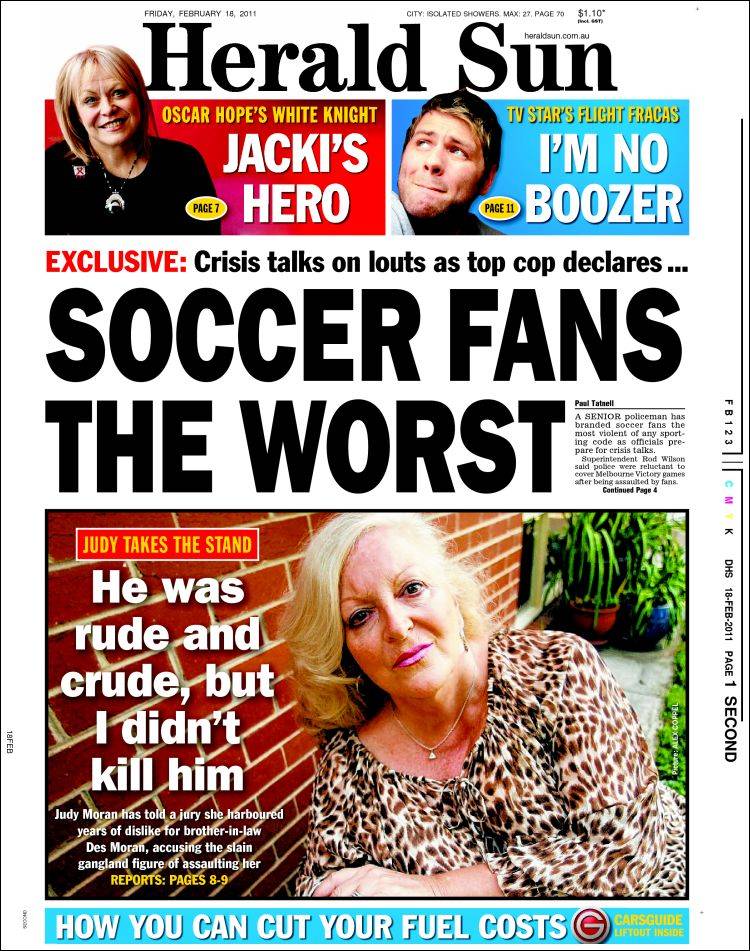 FRIDAY, FEBRUARY 18, 2011
CITY: ISOLATED SHOWERS. MAX: 27. PAGE 70
$1.10*
(Incl. GST)
Herald Sun
heraldsun.com.au
OSCAR HOPE'S WHITE KNIGHT
JACKI'S
HERO
PAGE 7
TV STAR'S FLIGHT FRACAS
I'M NO
BOOZER
PAGE 11
EXCLUSIVE: Crisis talks on louts as top cop declares ...
SOCCER FANS
THE WORST
Paul Tatnell
A SENIOR policeman has
branded soccer fans the
most violent of any sport-
ing code as officials pre-
pare for crisis talks.
Superintendent Rod Wilson
said police were reluctant to
cover Melbourne Victory games
after being assaulted by fans.
Continued Page 4
JUDY TAKES THE STAND
He was
rude and
crude, but
I didn't
kill him
Judy Moran has told a jury she harboured
years of dislike for brother-in-law
Des Moran, accusing the slain
gangland figure of assaulting her
REPORTS: PAGES 8-9
Picture: ALEX COPPEL
HOW YOU CAN CUT YOUR FUEL COSTS
CARSGUIDE
LIFTOUT INSIDE
FB123
C M Y K
DHS 18-FEB-2011 PAGE 1 SECOND
18FEB